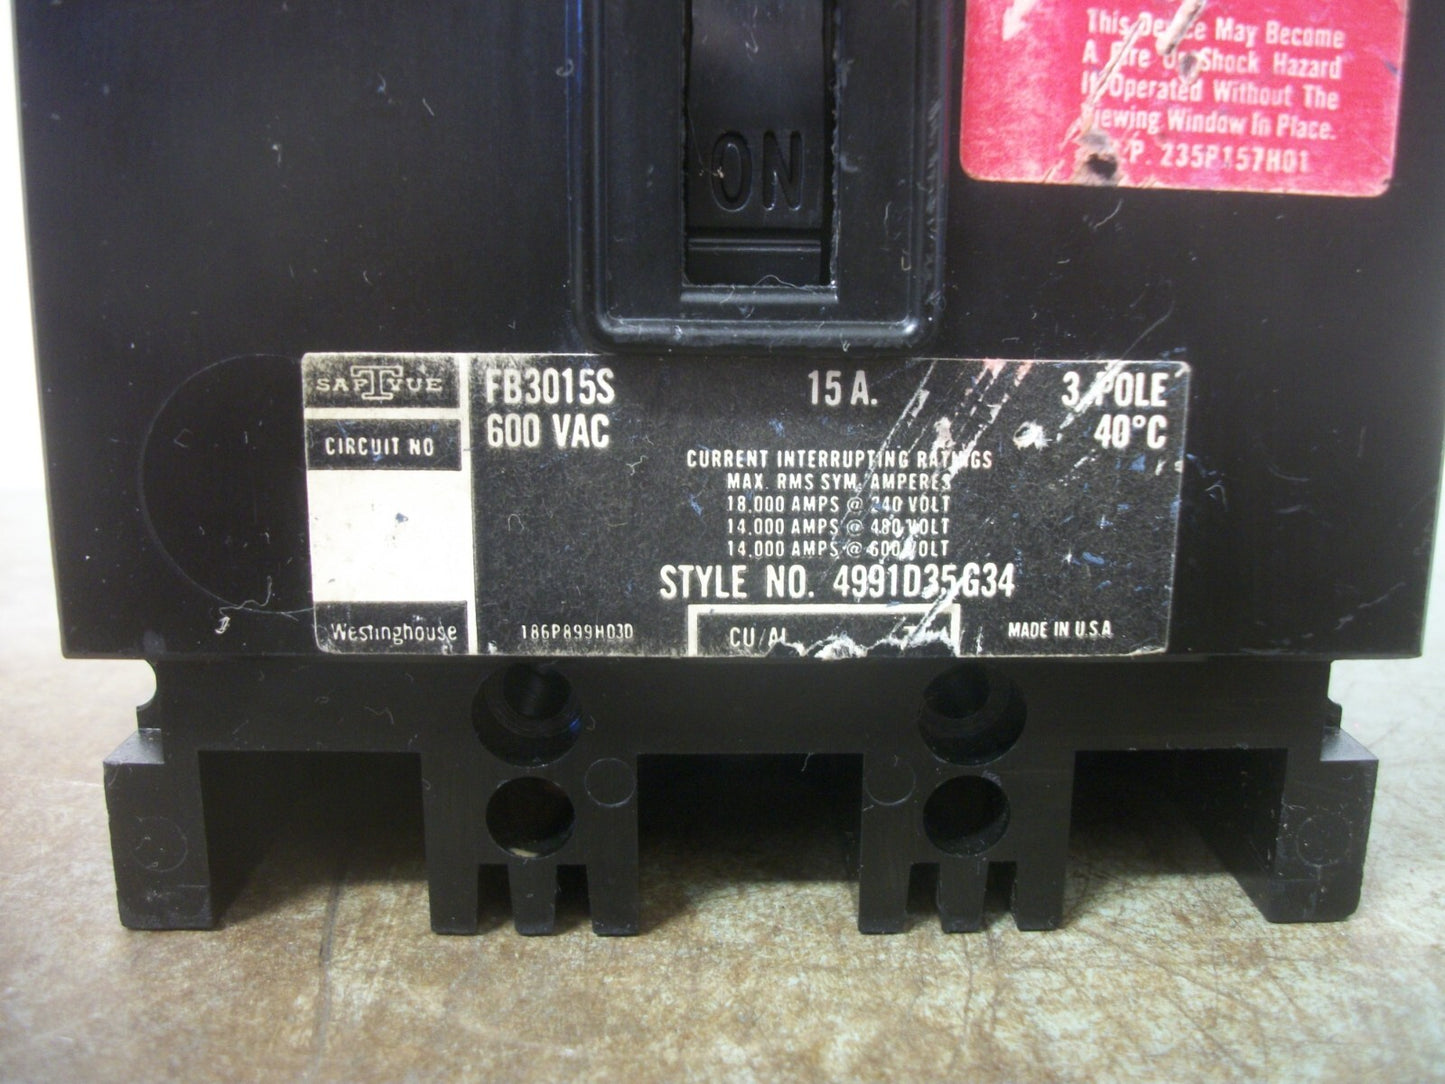 This Device May Become
A Fire Or Shock Hazard
If Operated Without The
Viewing Window In Place.
P. 235P157H01
ON
SAF T VUE
FB3015S 15 A. 3 POLE
600 VAC 40°C
CIRCUIT NO
CURRENT INTERRUPTING RATINGS
MAX. RMS SYM. AMPERES
18,000 AMPS @ 240 VOLT
14,000 AMPS @ 480 VOLT
14,000 AMPS @ 600 VOLT
STYLE NO. 4991D35G34
Westinghouse
186P899H03D
CU/AL
MADE IN U.S.A